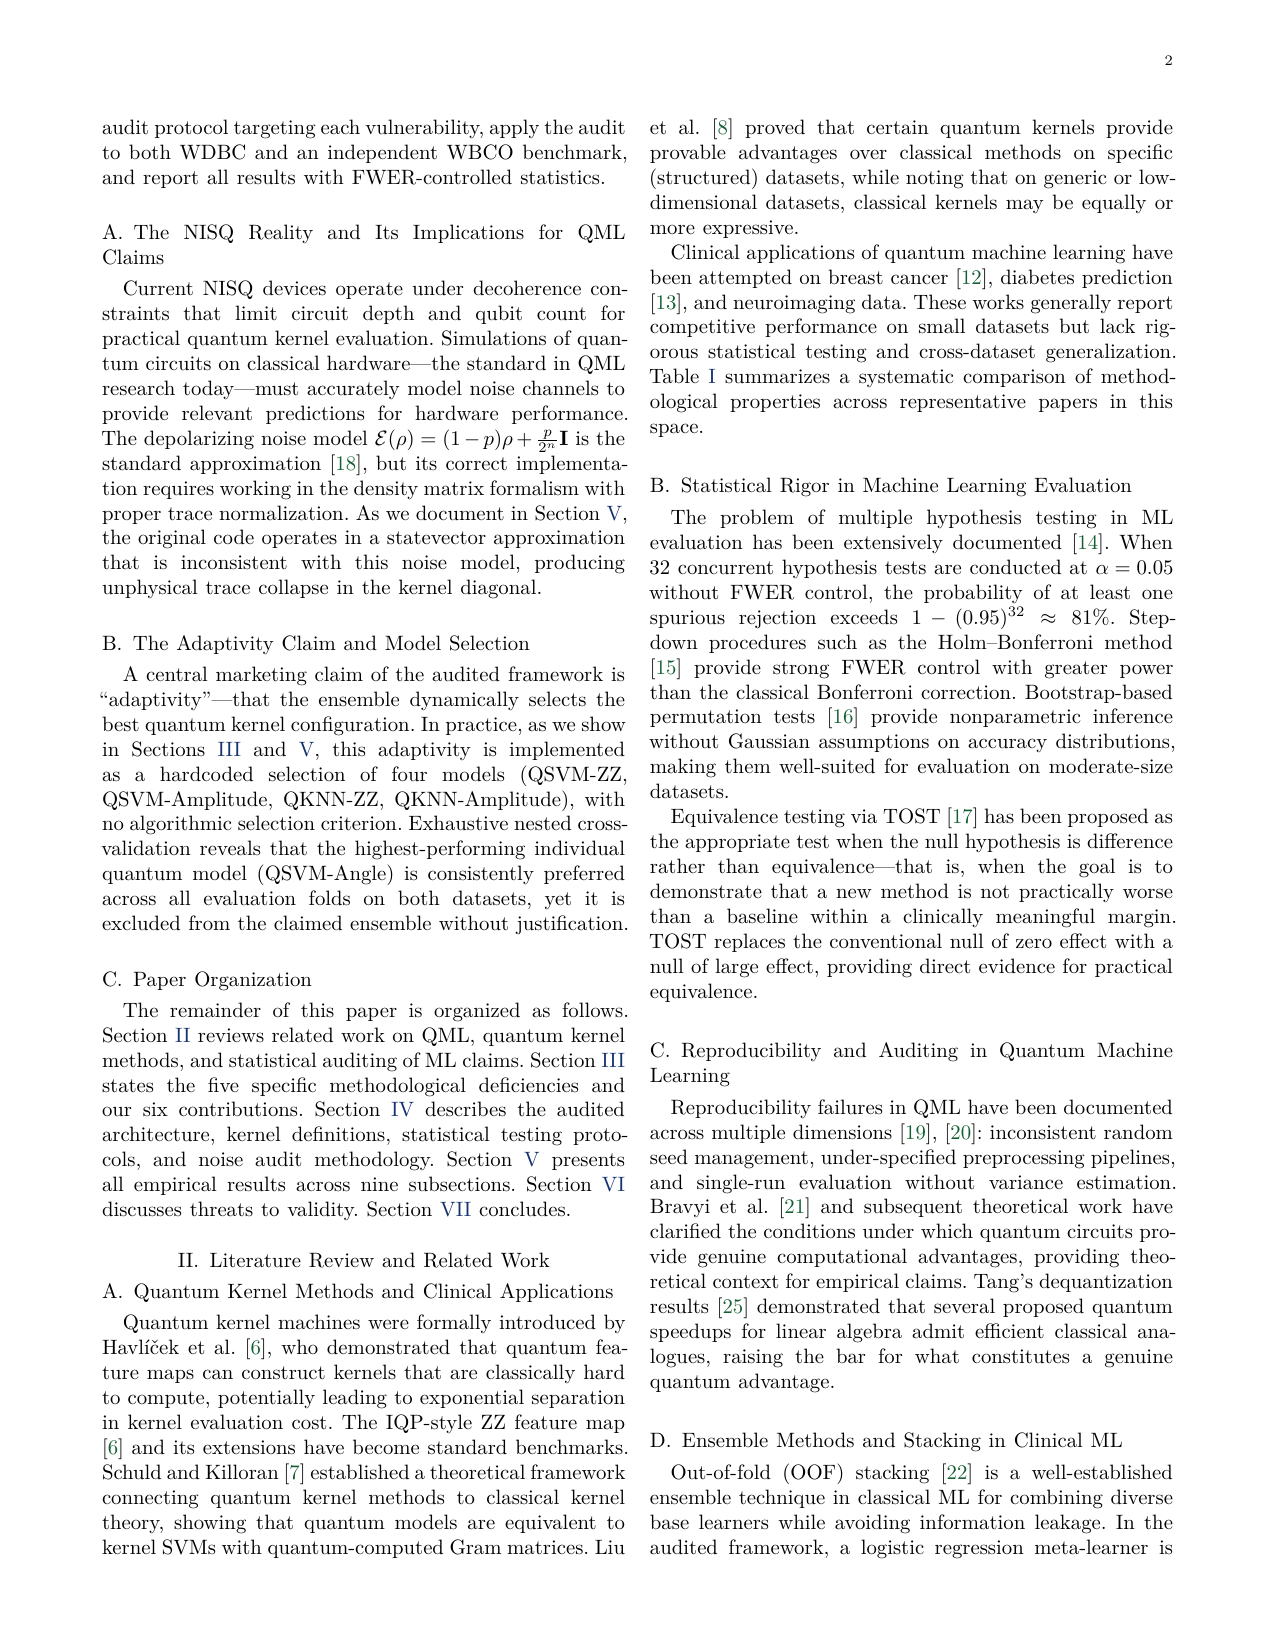 2
audit protocol targeting each vulnerability, apply the audit
to both WDBC and an independent WBCO benchmark,
and report all results with FWER-controlled statistics.
A. The NISQ Reality and Its Implications for QML
Claims
Current NISQ devices operate under decoherence con-
straints that limit circuit depth and qubit count for
practical quantum kernel evaluation. Simulations of quan-
tum circuits on classical hardware—the standard in QML
research today—must accurately model noise channels to
provide relevant predictions for hardware performance.
The depolarizing noise model $\mathcal{E}(\rho) = (1-p)\rho + \frac{p}{2^n}\mathbf{I}$ is the
standard approximation [18], but its correct implementa-
tion requires working in the density matrix formalism with
proper trace normalization. As we document in Section V,
the original code operates in a statevector approximation
that is inconsistent with this noise model, producing
unphysical trace collapse in the kernel diagonal.
B. The Adaptivity Claim and Model Selection
A central marketing claim of the audited framework is
“adaptivity”—that the ensemble dynamically selects the
best quantum kernel configuration. In practice, as we show
in Sections III and V, this adaptivity is implemented
as a hardcoded selection of four models (QSVM-ZZ,
QSVM-Amplitude, QKNN-ZZ, QKNN-Amplitude), with
no algorithmic selection criterion. Exhaustive nested cross-
validation reveals that the highest-performing individual
quantum model (QSVM-Angle) is consistently preferred
across all evaluation folds on both datasets, yet it is
excluded from the claimed ensemble without justification.
C. Paper Organization
The remainder of this paper is organized as follows.
Section II reviews related work on QML, quantum kernel
methods, and statistical auditing of ML claims. Section III
states the five specific methodological deficiencies and
our six contributions. Section IV describes the audited
architecture, kernel definitions, statistical testing proto-
cols, and noise audit methodology. Section V presents
all empirical results across nine subsections. Section VI
discusses threats to validity. Section VII concludes.
II. Literature Review and Related Work
A. Quantum Kernel Methods and Clinical Applications
Quantum kernel machines were formally introduced by
Havlíček et al. [6], who demonstrated that quantum fea-
ture maps can construct kernels that are classically hard
to compute, potentially leading to exponential separation
in kernel evaluation cost. The IQP-style ZZ feature map
[6] and its extensions have become standard benchmarks.
Schuld and Killoran [7] established a theoretical framework
connecting quantum kernel methods to classical kernel
theory, showing that quantum models are equivalent to
kernel SVMs with quantum-computed Gram matrices. Liu
et al. [8] proved that certain quantum kernels provide
provable advantages over classical methods on specific
(structured) datasets, while noting that on generic or low-
dimensional datasets, classical kernels may be equally or
more expressive.
Clinical applications of quantum machine learning have
been attempted on breast cancer [12], diabetes prediction
[13], and neuroimaging data. These works generally report
competitive performance on small datasets but lack rig-
orous statistical testing and cross-dataset generalization.
Table I summarizes a systematic comparison of method-
ological properties across representative papers in this
space.
B. Statistical Rigor in Machine Learning Evaluation
The problem of multiple hypothesis testing in ML
evaluation has been extensively documented [14]. When
32 concurrent hypothesis tests are conducted at α = 0.05
without FWER control, the probability of at least one
spurious rejection exceeds $1 - (0.95)^{32} \approx 81\%$. Step-
down procedures such as the Holm–Bonferroni method
[15] provide strong FWER control with greater power
than the classical Bonferroni correction. Bootstrap-based
permutation tests [16] provide nonparametric inference
without Gaussian assumptions on accuracy distributions,
making them well-suited for evaluation on moderate-size
datasets.
Equivalence testing via TOST [17] has been proposed as
the appropriate test when the null hypothesis is difference
rather than equivalence—that is, when the goal is to
demonstrate that a new method is not practically worse
than a baseline within a clinically meaningful margin.
TOST replaces the conventional null of zero effect with a
null of large effect, providing direct evidence for practical
equivalence.
C. Reproducibility and Auditing in Quantum Machine
Learning
Reproducibility failures in QML have been documented
across multiple dimensions [19], [20]: inconsistent random
seed management, under-specified preprocessing pipelines,
and single-run evaluation without variance estimation.
Bravyi et al. [21] and subsequent theoretical work have
clarified the conditions under which quantum circuits pro-
vide genuine computational advantages, providing theo-
retical context for empirical claims. Tang’s dequantization
results [25] demonstrated that several proposed quantum
speedups for linear algebra admit efficient classical ana-
logues, raising the bar for what constitutes a genuine
quantum advantage.
D. Ensemble Methods and Stacking in Clinical ML
Out-of-fold (OOF) stacking [22] is a well-established
ensemble technique in classical ML for combining diverse
base learners while avoiding information leakage. In the
audited framework, a logistic regression meta-learner is